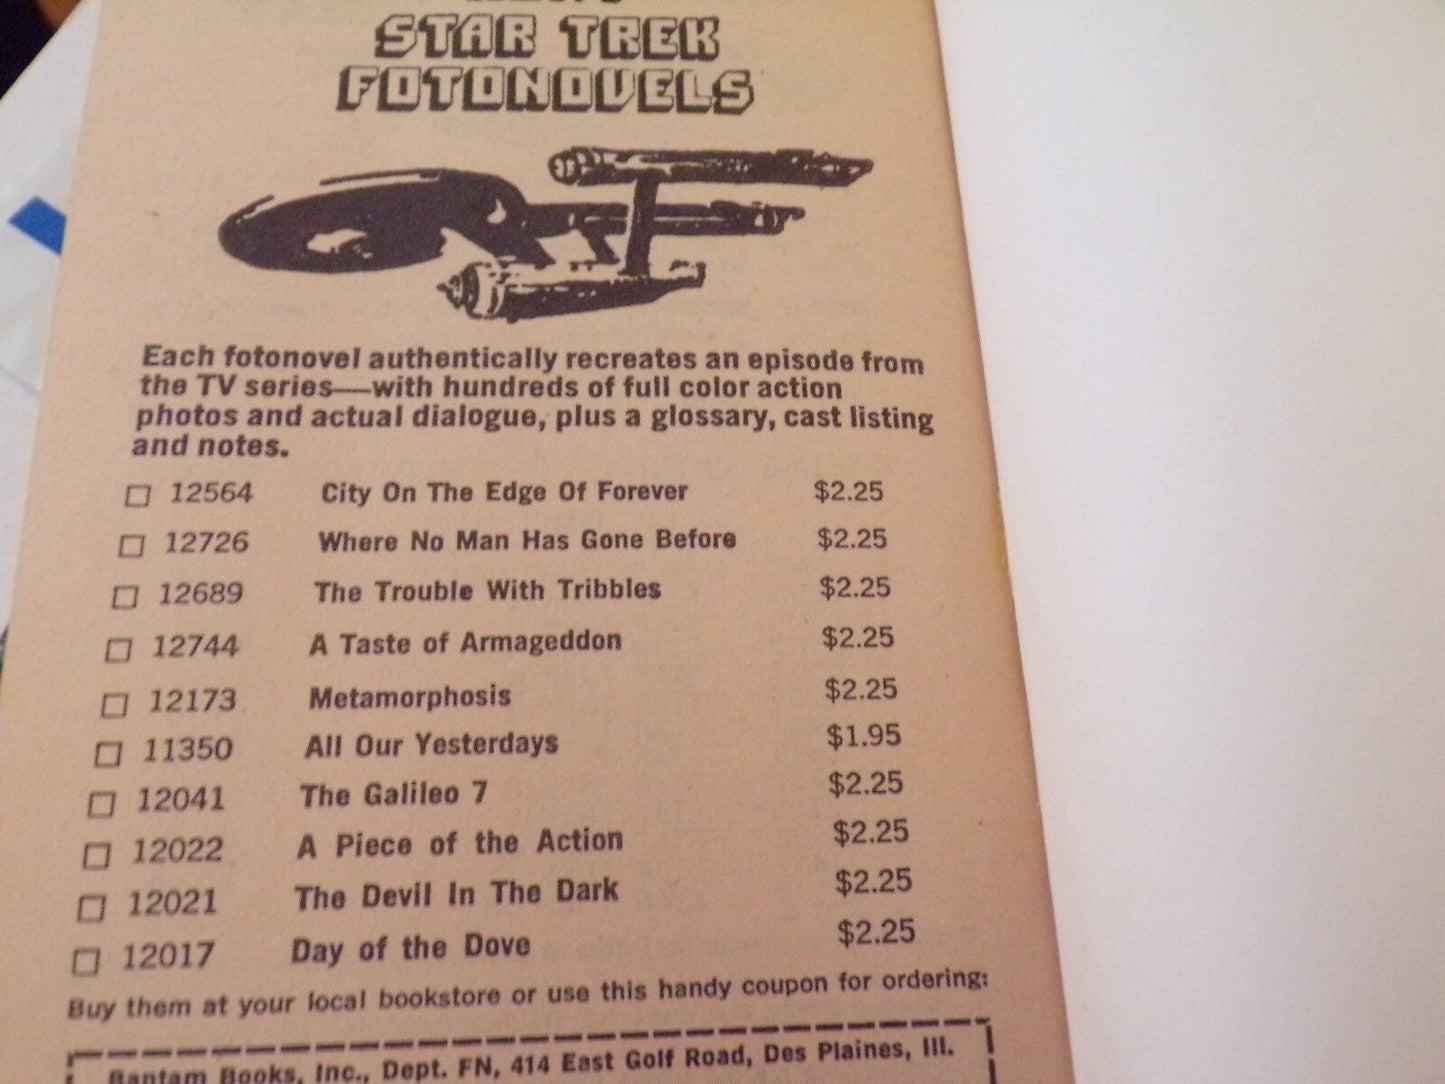 STAR TREK
FOTONOVELS
Each fotonovel authentically recreates an episode from
the TV series—with hundreds of full color action
photos and actual dialogue, plus a glossary, cast listing
and notes.
□ 12564 City On The Edge Of Forever $2.25
□ 12726 Where No Man Has Gone Before $2.25
□ 12689 The Trouble With Tribbles $2.25
□ 12744 A Taste of Armageddon $2.25
□ 12173 Metamorphosis $2.25
□ 11350 All Our Yesterdays $1.95
□ 12041 The Galileo 7 $2.25
□ 12022 A Piece of the Action $2.25
□ 12021 The Devil In The Dark $2.25
□ 12017 Day of the Dove $2.25
Buy them at your local bookstore or use this handy coupon for ordering:
Bantam Books, Inc., Dept. FN, 414 East Golf Road, Des Plaines, Ill.